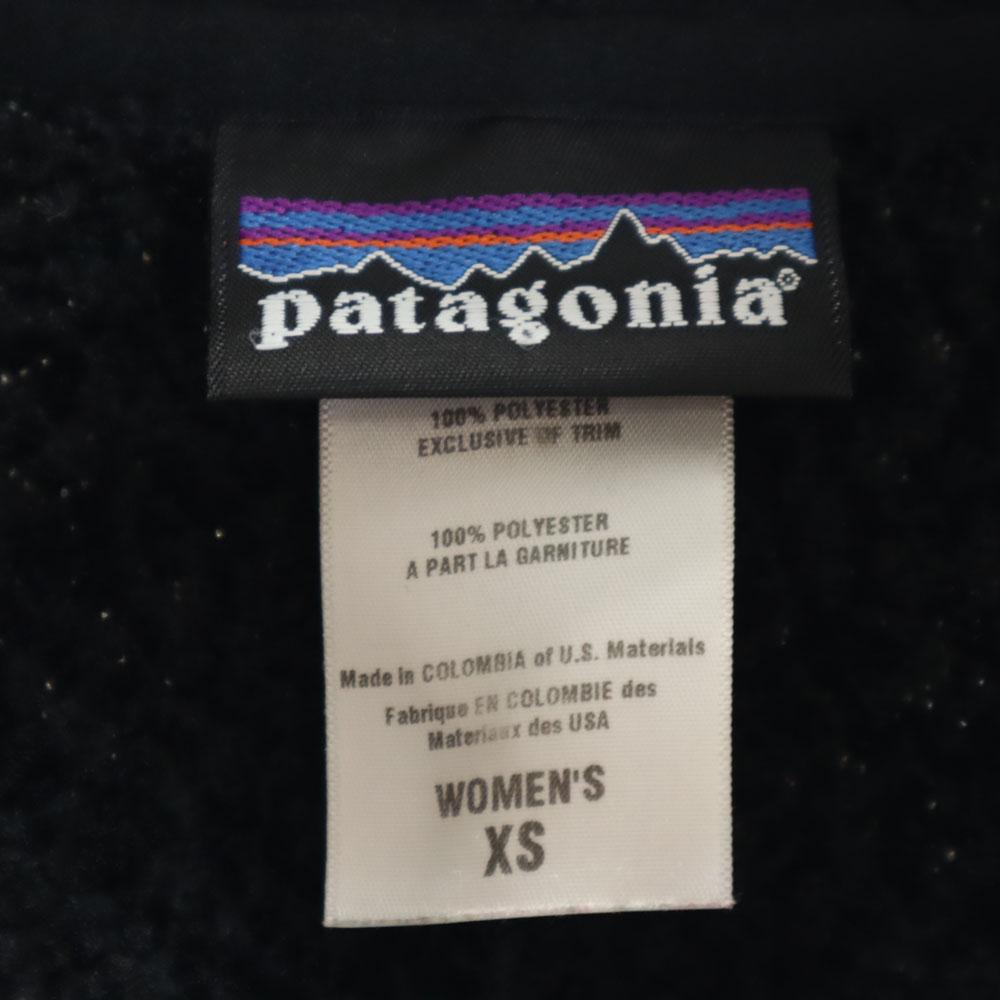 patagonia®
100% POLYESTER
EXCLUSIVE OF TRIM
100% POLYESTER
A PART LA GARNITURE
Made in COLOMBIA of U.S. Materials
Fabrique EN COLOMBIE des
Materiaux des USA
WOMEN'S
XS